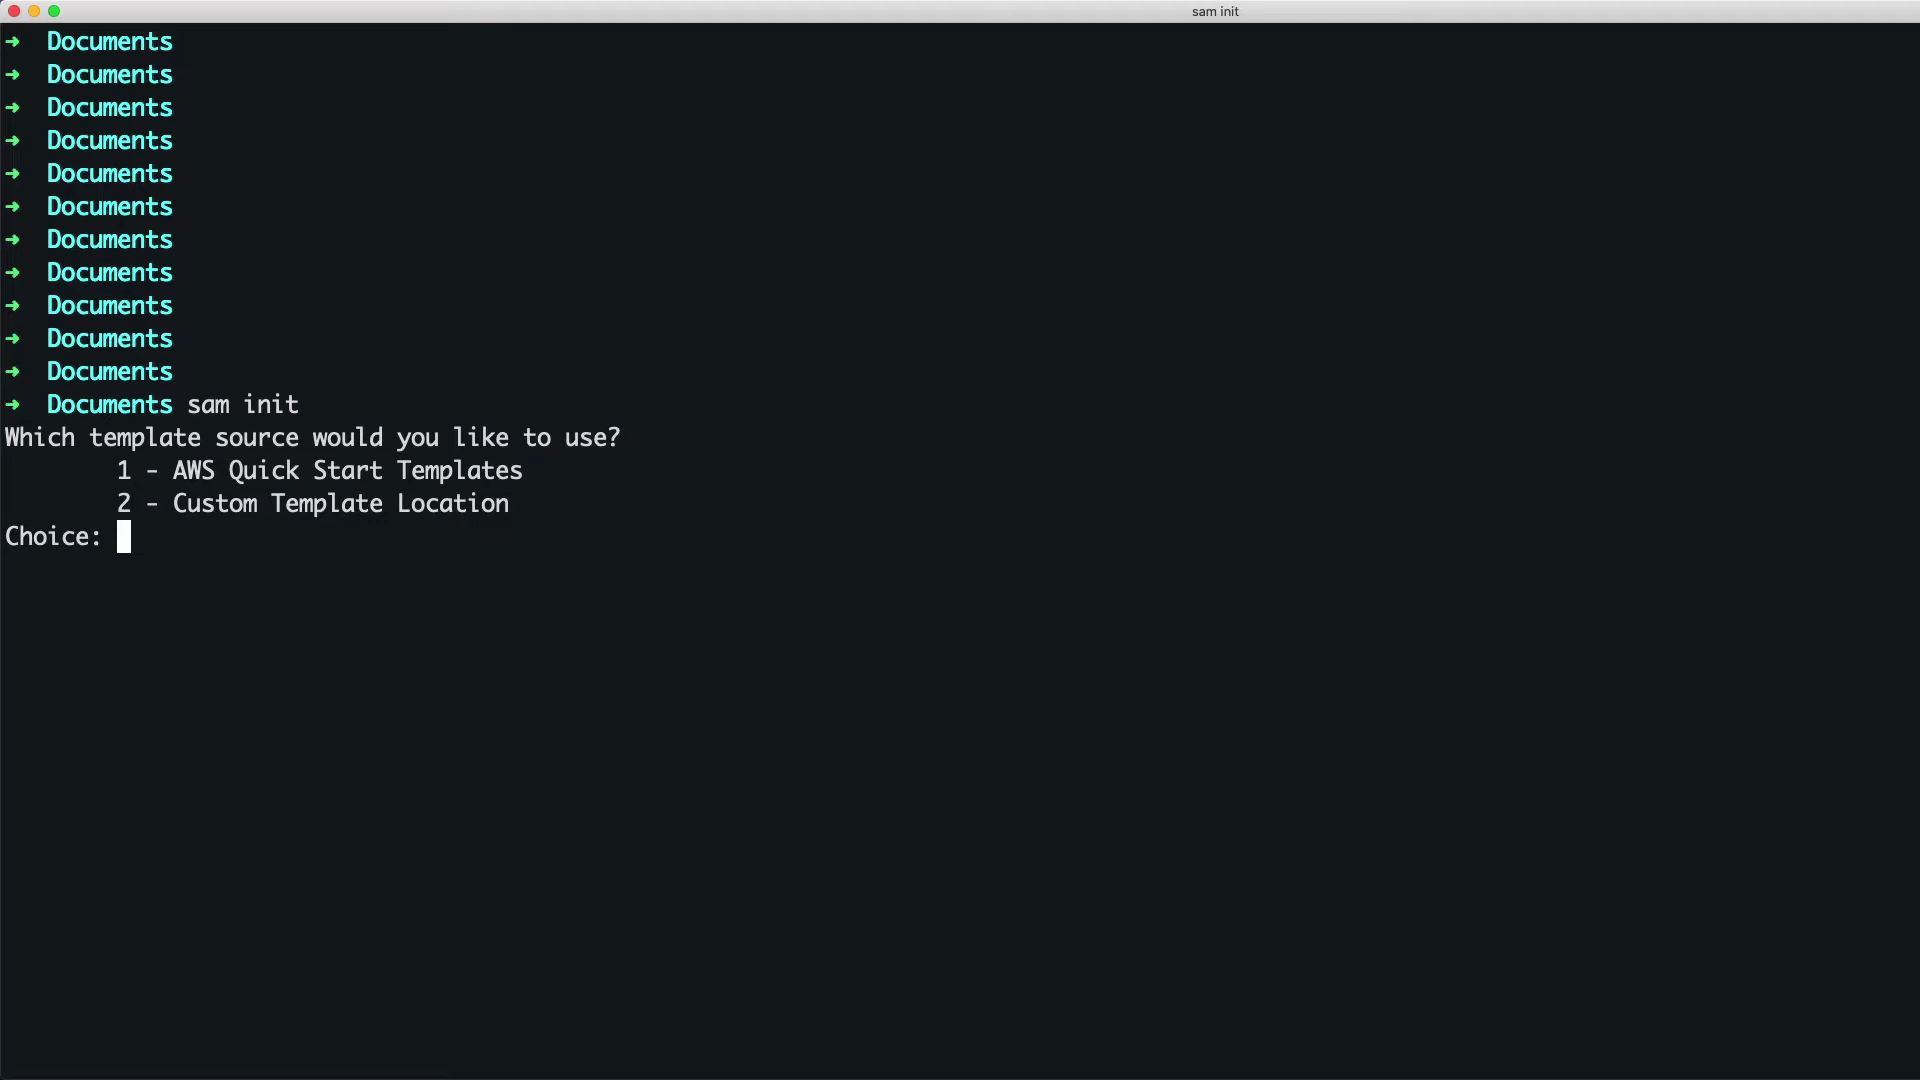 sam init
➜ Documents
➜ Documents
➜ Documents
➜ Documents
➜ Documents
➜ Documents
➜ Documents
➜ Documents
➜ Documents
➜ Documents
➜ Documents
➜ Documents sam init
Which template source would you like to use?
1 - AWS Quick Start Templates
2 - Custom Template Location
Choice: